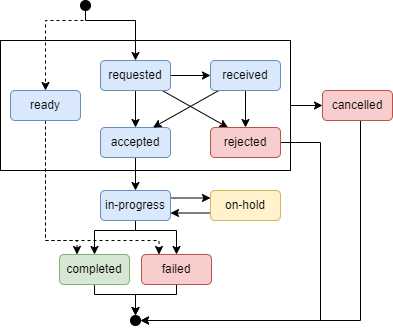 requested
received
ready
cancelled
accepted
rejected
in-progress
on-hold
completed
failed